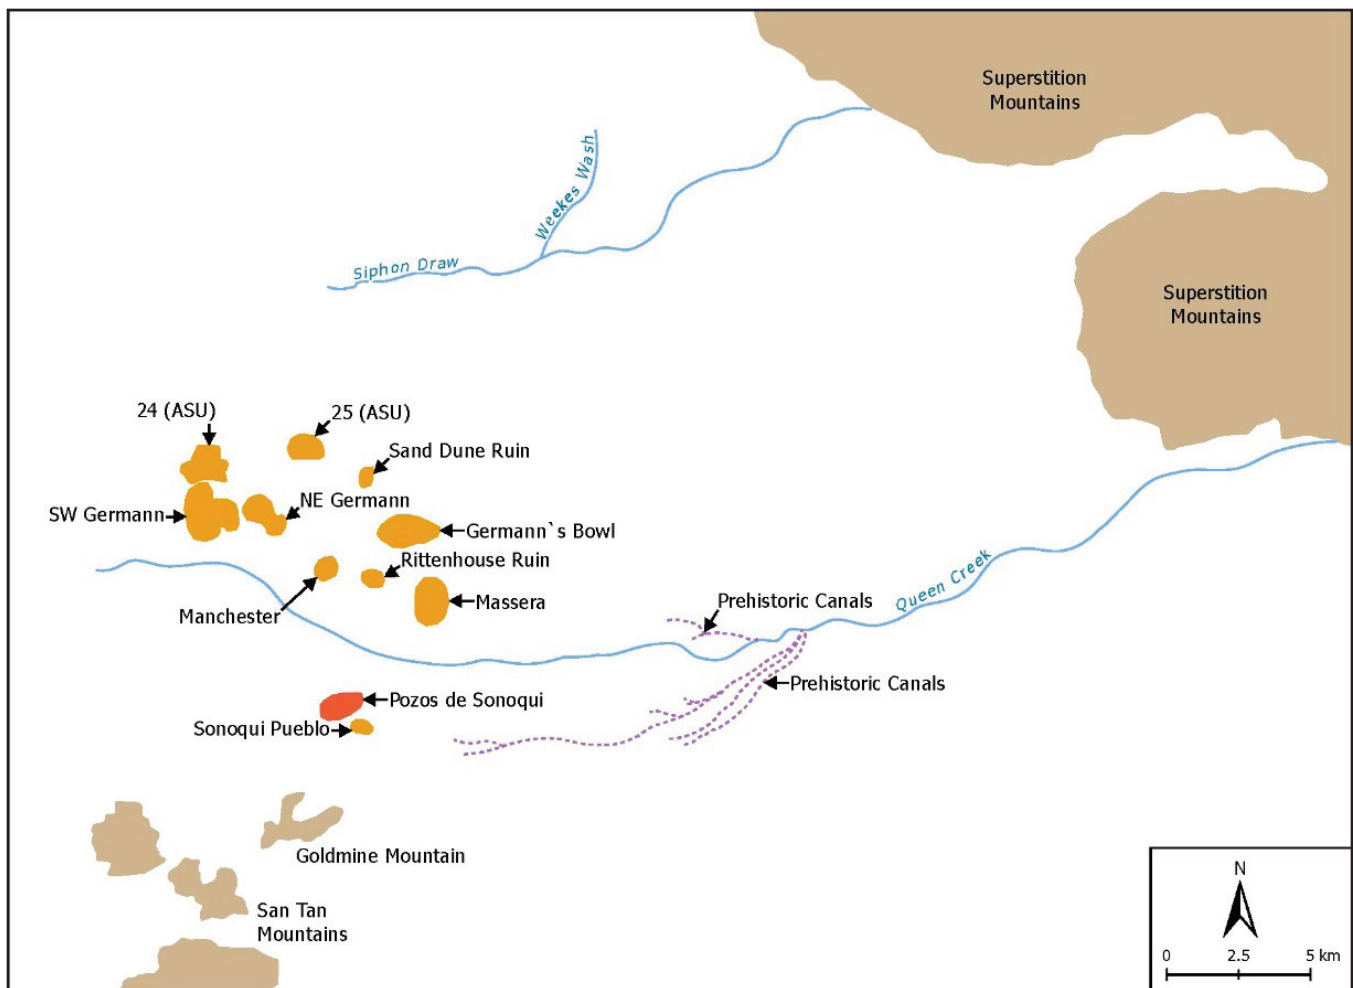 Superstition
Mountains
Weekes Wash
Siphon Draw
Superstition
Mountains
24 (ASU)
25 (ASU)
Sand Dune Ruin
NE Germann
SW Germann
Germann`s Bowl
Rittenhouse Ruin
Manchester
Massera
Queen Creek
Prehistoric Canals
Prehistoric Canals
Pozos de Sonoqui
Sonoqui Pueblo
Goldmine Mountain
San Tan
Mountains
N
0 2.5 5 km